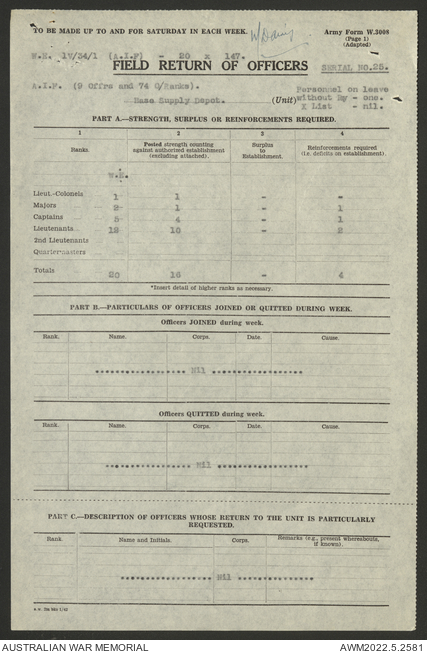 TO BE MADE UP TO AND FOR SATURDAY IN EACH WEEK.
Army Form W.3008
(Page 1)
(Adapted)
W.E. 1V/34/1 (A.I.F) - 20 x 147.
FIELD RETURN OF OFFICERS
SERIAL NO.25.
A.I.F. (9 Offrs and 74 O/Ranks).
Personnel on leave
Base Supply Depot. (Unit) without pay - one.
X List - nil.
PART A.—STRENGTH, SURPLUS OR REINFORCEMENTS REQUIRED.
1 2 3 4
Ranks. Posted strength counting against authorized establishment (excluding attached). Surplus to Establishment. Reinforcements required (i.e. deficits on establishment).
W.E.
Lieut.-Colonels 1 1 - -
Majors 2 1 - 1
Captains 5 4 - 1
Lieutenants 12 10 - 2
2nd Lieutenants
Quartermasters
Totals 20 16 - 4
*Insert detail of higher ranks as necessary.
PART B.—PARTICULARS OF OFFICERS JOINED OR QUITTED DURING WEEK.
Officers JOINED during week.
Rank. Name. Corps. Date. Cause.
Nil
Officers QUITTED during week.
Rank. Name. Corps. Date. Cause.
Nil
PART C.—DESCRIPTION OF OFFICERS WHOSE RETURN TO THE UNIT IS PARTICULARLY
REQUESTED.
Rank. Name and Initials. Corps. Remarks (e.g., present whereabouts, if known).
Nil
AUSTRALIAN WAR MEMORIAL
AWM2022.5.2581